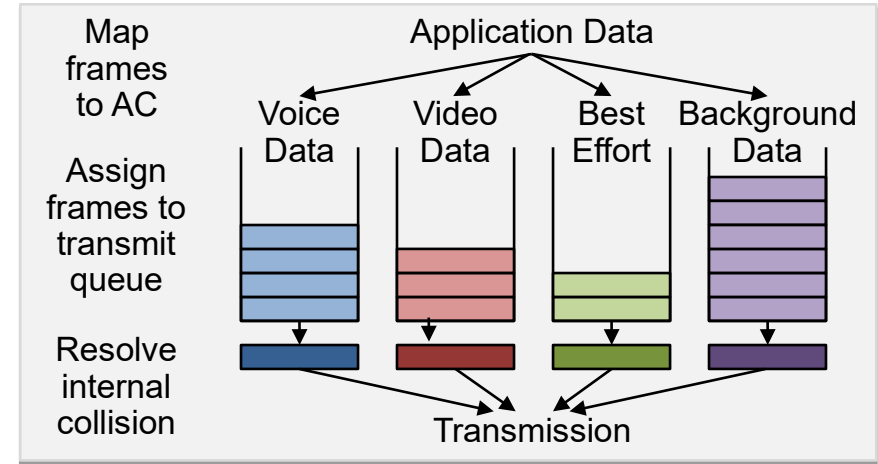 Map
frames
to AC
Application Data
Voice
Data
Video
Data
Best
Effort
Background
Data
Assign
frames to
transmit
queue
Resolve
internal
collision
Transmission